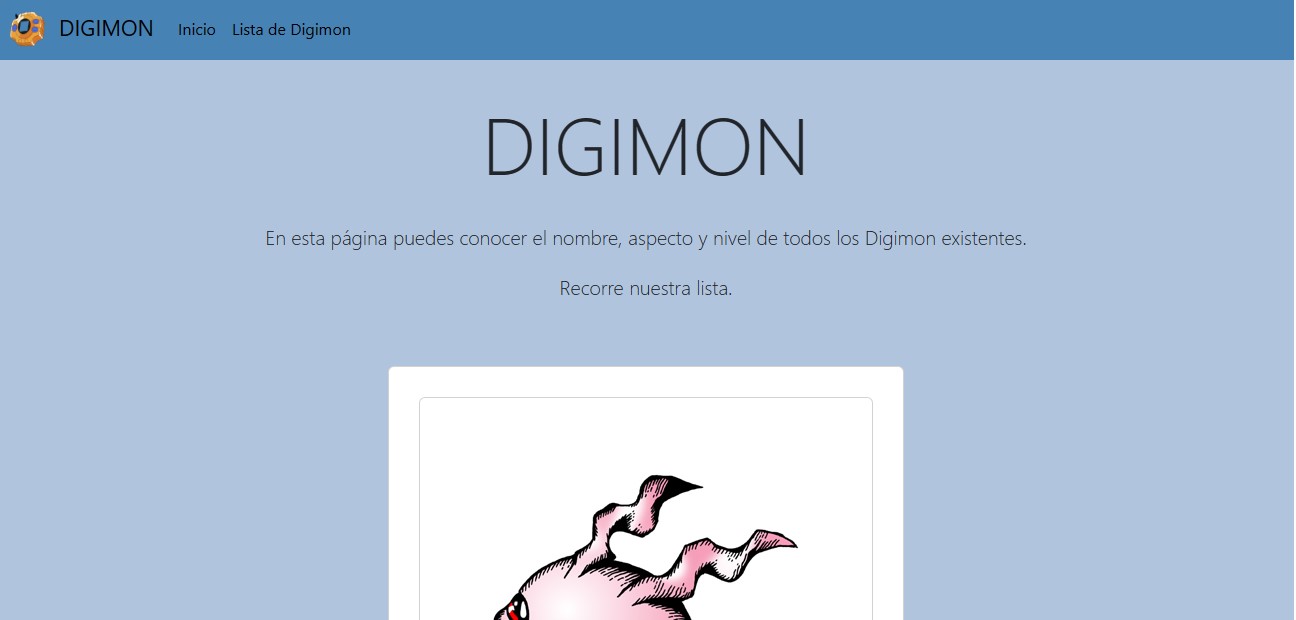 DIGIMON Inicio Lista de Digimon
DIGIMON
En esta página puedes conocer el nombre, aspecto y nivel de todos los Digimon existentes.
Recorre nuestra lista.